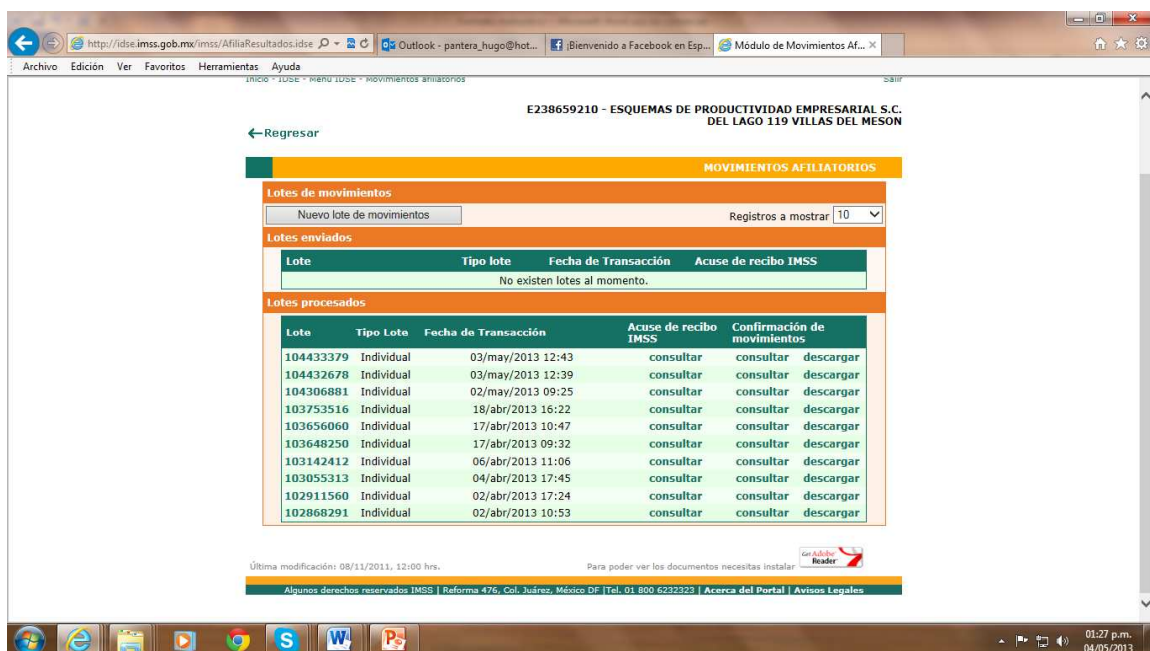 http://idse.imss.gob.mx/imss/AfiliaResultados.idse
Outlook - pantera_hugo@hot...
¡Bienvenido a Facebook en Esp...
Módulo de Movimientos Af...
Archivo Edición Ver Favoritos Herramientas Ayuda
Inicio - IDSE - Menú IDSE - Movimientos afiliatorios Salir
E238659210 - ESQUEMAS DE PRODUCTIVIDAD EMPRESARIAL S.C.
DEL LAGO 119 VILLAS DEL MESON
Regresar
MOVIMIENTOS AFILIATORIOS
Lotes de movimientos
Nuevo lote de movimientos Registros a mostrar 10
Lotes enviados
Lote Tipo lote Fecha de Transacción Acuse de recibo IMSS
No existen lotes al momento.
Lotes procesados
Lote Tipo Lote Fecha de Transacción Acuse de recibo IMSS Confirmación de movimientos
104433379 Individual 03/may/2013 12:43 consultar consultar descargar
104432678 Individual 03/may/2013 12:39 consultar consultar descargar
104306881 Individual 02/may/2013 09:25 consultar consultar descargar
103753516 Individual 18/abr/2013 16:22 consultar consultar descargar
103656060 Individual 17/abr/2013 10:47 consultar consultar descargar
103648250 Individual 17/abr/2013 09:32 consultar consultar descargar
103142412 Individual 06/abr/2013 11:06 consultar consultar descargar
103055313 Individual 04/abr/2013 17:45 consultar consultar descargar
102911560 Individual 02/abr/2013 17:24 consultar consultar descargar
102868291 Individual 02/abr/2013 10:53 consultar consultar descargar
Última modificación: 08/11/2011, 12:00 hrs. Para poder ver los documentos necesitas instalar
Get Adobe
Reader
Algunos derechos reservados IMSS | Reforma 476, Col. Juárez, México DF |Tel. 01 800 6232323 | Acerca del Portal | Avisos Legales
01:27 p.m.
04/05/2013